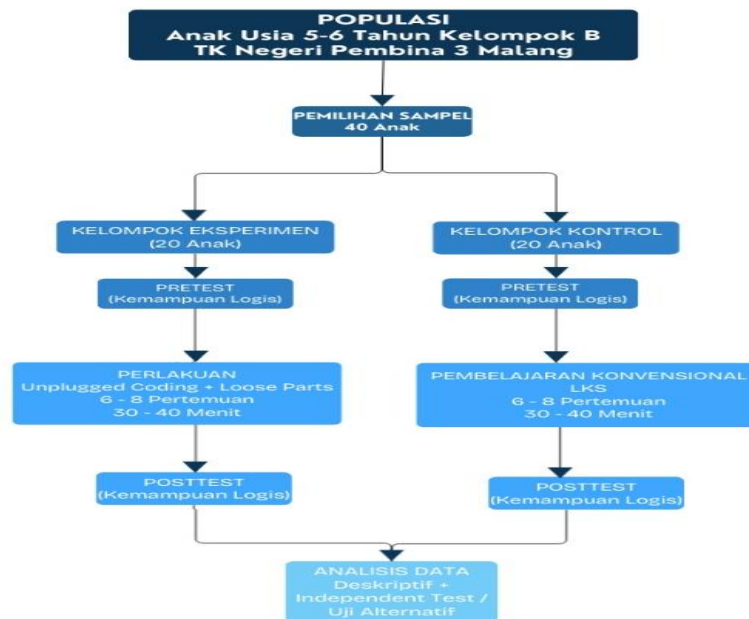 POPULASI
Anak Usia 5-6 Tahun Kelompok B
TK Negeri Pembina 3 Malang
PEMILIHAN SAMPEL
40 Anak
KELOMPOK EKSPERIMEN
(20 Anak)
KELOMPOK KONTROL
(20 Anak)
PRETEST
(Kemampuan Logis)
PRETEST
(Kemampuan Logis)
PERLAKUAN
Unplugged Coding + Loose Parts
6 - 8 Pertemuan
30 - 40 Menit
PEMBELAJARAN KONVENSIONAL
LKS
6 - 8 Pertemuan
30 - 40 Menit
POSTTEST
(Kemampuan Logis)
POSTTEST
(Kemampuan Logis)
ANALISIS DATA
Deskriptif +
Independent Test /
Uji Alternatif